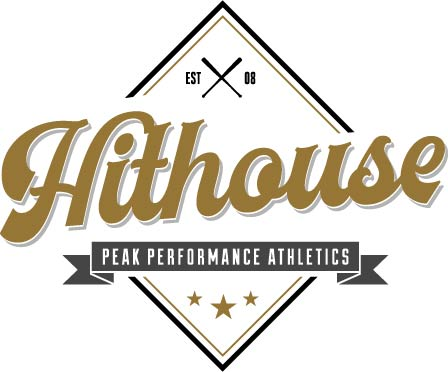 EST 08
Hithouse
PEAK PERFORMANCE ATHLETICS